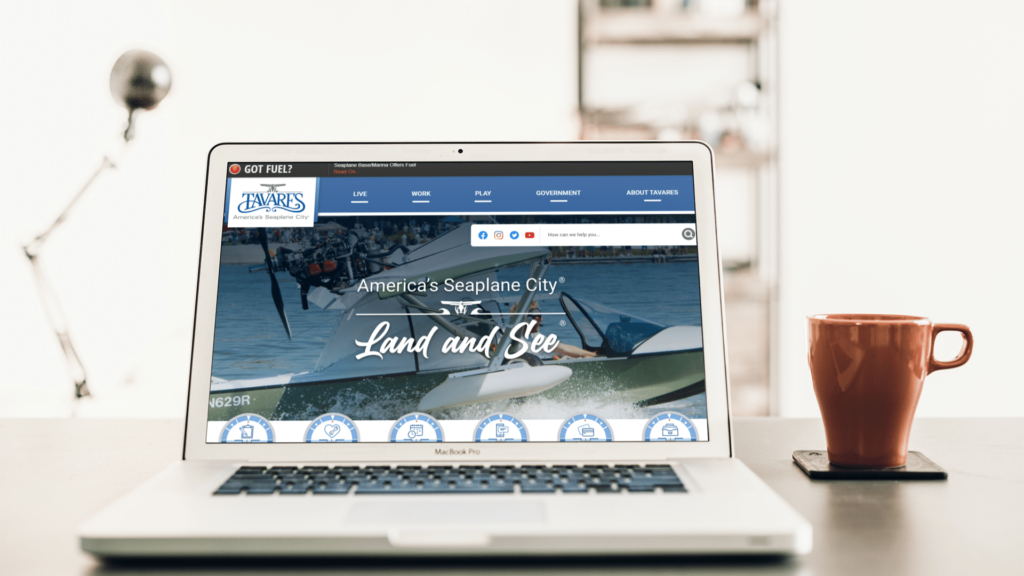 GOT FUEL?
Seaplane Base/Marina Offers Fuel
Read On.
TAVARES
America's Seaplane City
LIVE
WORK
PLAY
GOVERNMENT
ABOUT TAVARES
How can we help you...
America's Seaplane City®
Land and See®
N629R
MacBook Pro